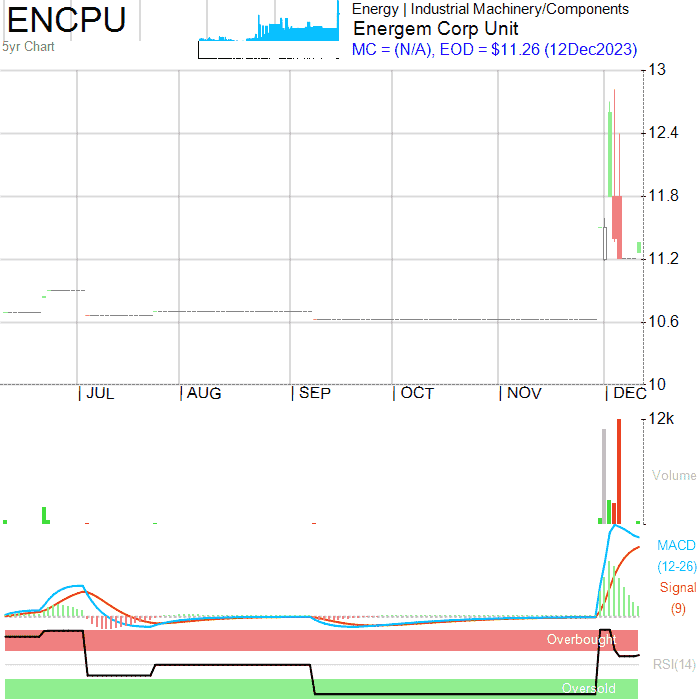 ENCPU
5yr Chart
Energy | Industrial Machinery/Components
Energem Corp Unit
MC = (N/A), EOD = $11.26 (12Dec2023)
13
12.4
11.8
11.2
10.6
10
JUL AUG SEP OCT NOV DEC
12k
Volume
MACD
(12-26)
Signal
(9)
Overbought
RSI(14)
Oversold